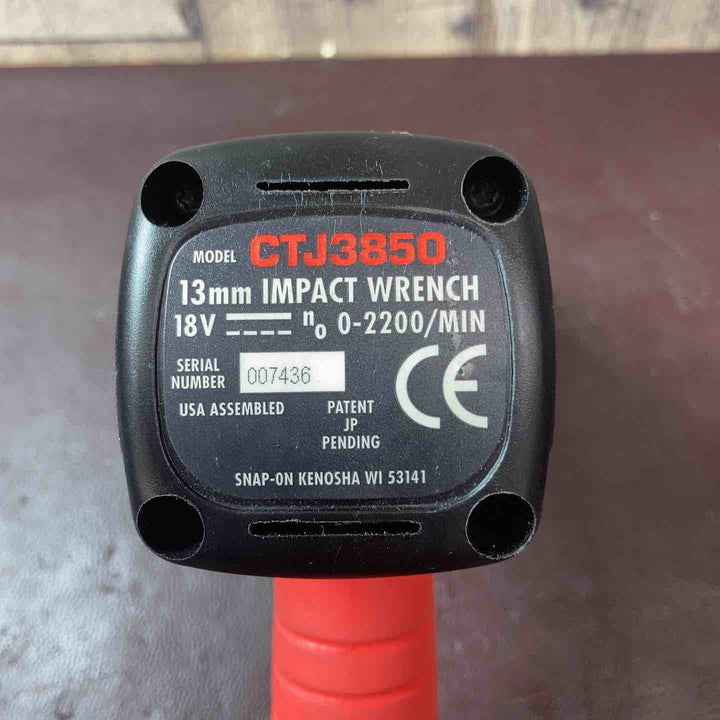 MODEL CTJ3850
13mm IMPACT WRENCH
18V n₀ 0-2200/MIN
SERIAL
NUMBER 007436
CE
USA ASSEMBLED
PATENT
JP
PENDING
SNAP-ON KENOSHA WI 53141